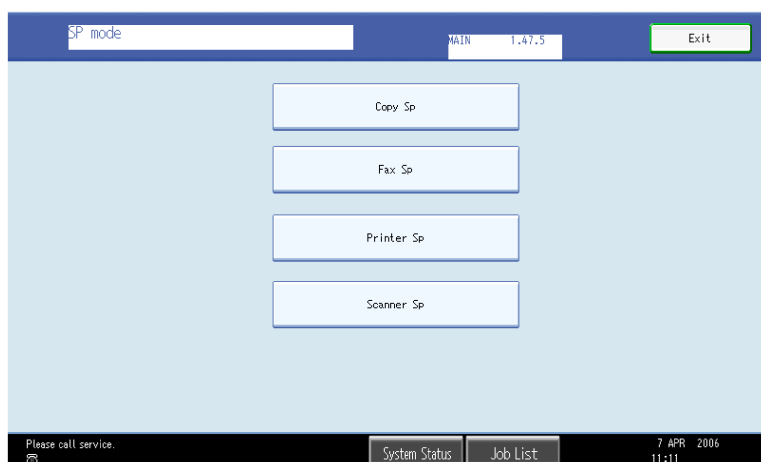 SP mode
MAIN 1.47.5
Exit
Copy Sp
Fax Sp
Printer Sp
Scanner Sp
Please call service.
System Status
Job List
7 APR 2006
11:11